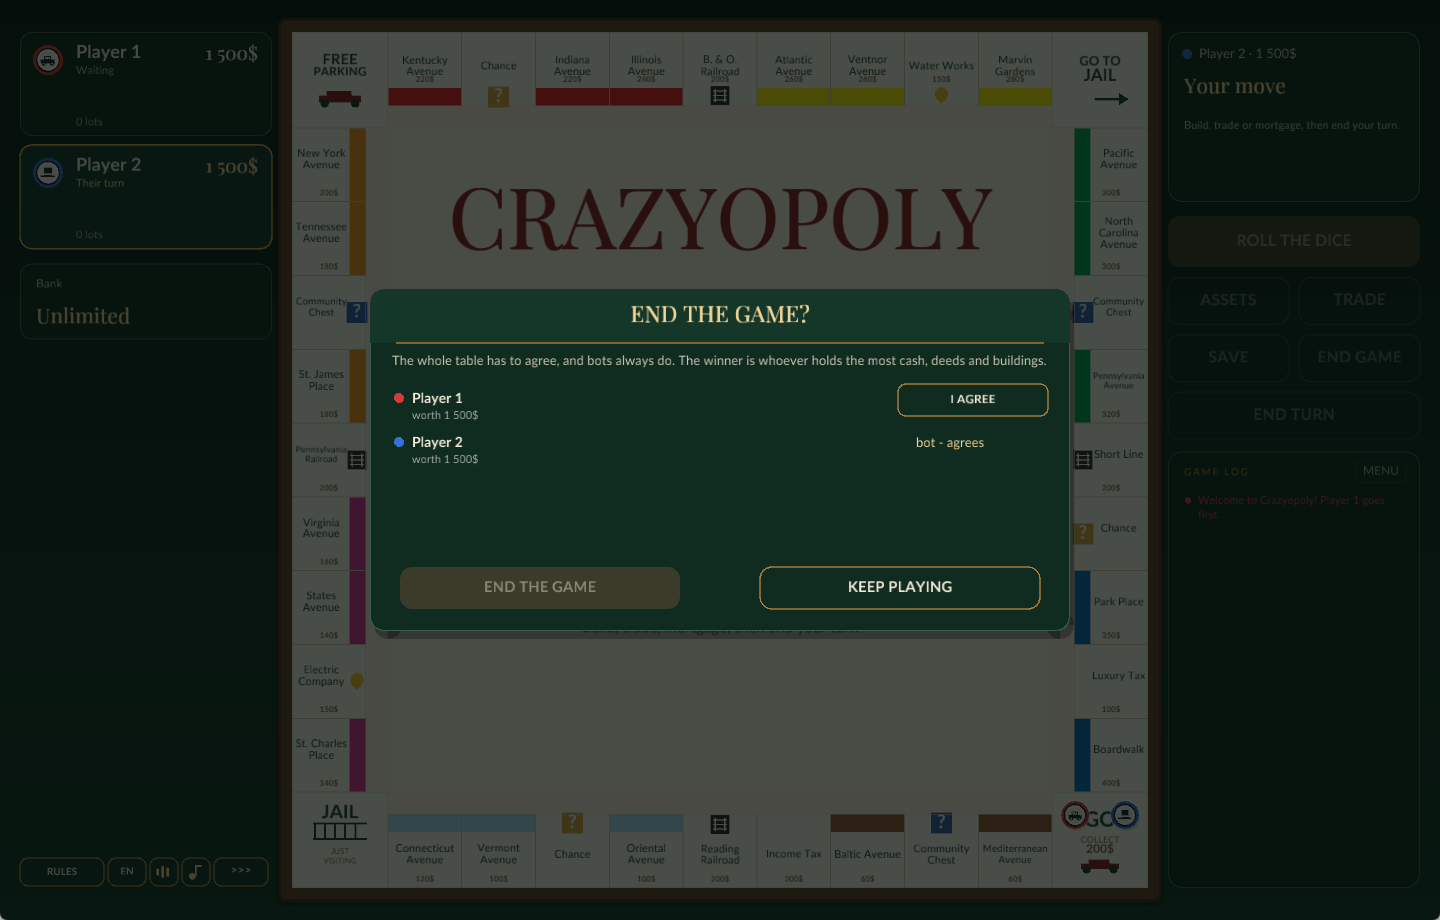 Player 1
1 500$
Waiting
0 lots
Player 2
1 500$
Their turn
0 lots
Bank
Unlimited
RULES
EN
>>>
FREE
PARKING
Kentucky
Avenue
220$
Chance
?
Indiana
Avenue
220$
Illinois
Avenue
240$
B. & O.
Railroad
200$
Atlantic
Avenue
260$
Ventnor
Avenue
260$
Water Works
150$
Marvin
Gardens
280$
GO TO
JAIL
New York
Avenue
200$
Tennessee
Avenue
180$
Community
Chest
?
St. James
Place
180$
Pennsylvania
Railroad
200$
Virginia
Avenue
160$
States
Avenue
140$
Electric
Company
150$
St. Charles
Place
140$
CRAZYOPOLY
END THE GAME?
The whole table has to agree, and bots always do. The winner is whoever holds the most cash, deeds and buildings.
Player 1
worth 1 500$
I AGREE
Player 2
worth 1 500$
bot - agrees
END THE GAME
KEEP PLAYING
Pacific
Avenue
300$
North
Carolina
Avenue
300$
Community
Chest
?
Pennsylvania
Avenue
320$
Short Line
200$
Chance
?
Park Place
350$
Luxury Tax
100$
Boardwalk
400$
JAIL
JUST
VISITING
Connecticut
Avenue
120$
Vermont
Avenue
100$
?
Chance
Oriental
Avenue
100$
Reading
Railroad
200$
Income Tax
200$
Baltic Avenue
60$
?
Community
Chest
Mediterranean
Avenue
60$
GO
COLLECT
200$
Player 2 · 1 500$
Your move
Build, trade or mortgage, then end your turn.
ROLL THE DICE
ASSETS
TRADE
SAVE
END GAME
END TURN
GAME LOG
MENU
Welcome to Crazyopoly! Player 1 goes
first.